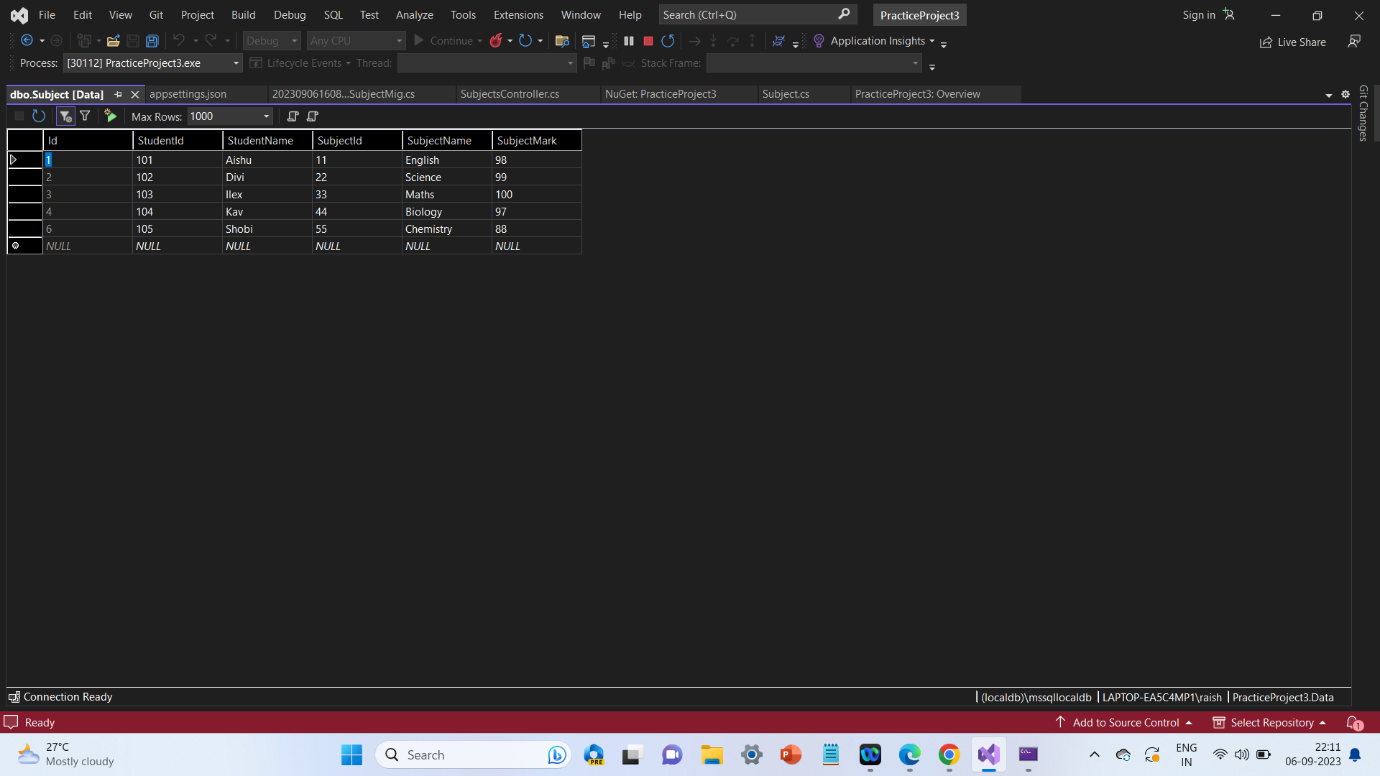 File Edit View Git Project Build Debug SQL Test Analyze Tools Extensions Window Help Search (Ctrl+Q) PracticeProject3 Sign in
Debug Any CPU Continue Application Insights Live Share
Process: [30112] PracticeProject3.exe Lifecycle Events Thread: Stack Frame:
dbo.Subject [Data] appsettings.json 202309061608...SubjectMig.cs SubjectsController.cs NuGet: PracticeProject3 Subject.cs PracticeProject3: Overview
Git Changes
Max Rows: 1000
Id StudentId StudentName SubjectId SubjectName SubjectMark
1 101 Aishu 11 English 98
2 102 Divi 22 Science 99
3 103 Ilex 33 Maths 100
4 104 Kav 44 Biology 97
6 105 Shobi 55 Chemistry 88
NULL NULL NULL NULL NULL NULL
Connection Ready (localdb)\mssqllocaldb LAPTOP-EA5C4MP1\raish PracticeProject3.Data
Ready Add to Source Control Select Repository 1
27°C
Mostly cloudy
Search
PRE
ENG
IN
22:11
06-09-2023